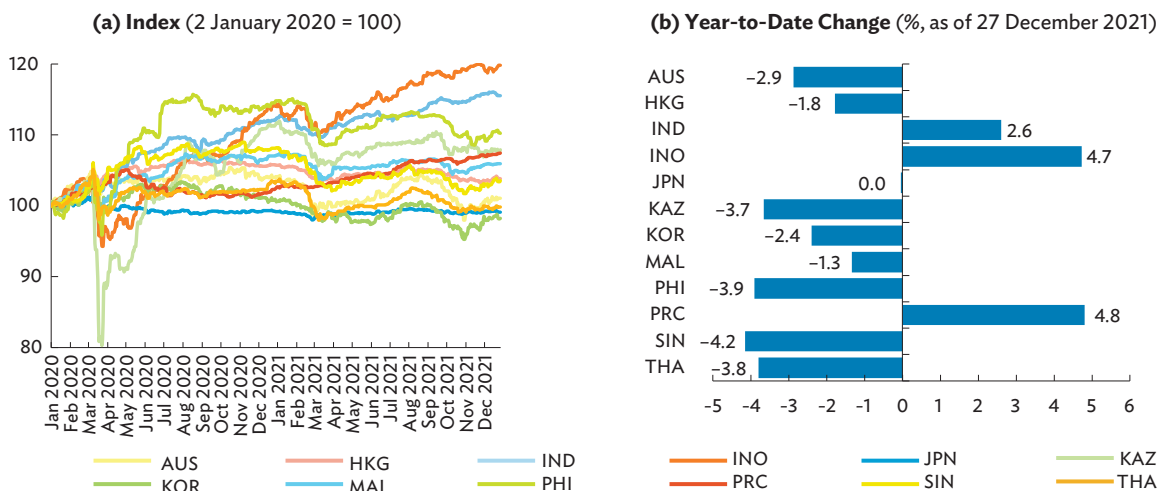 (a) Index (2 January 2020 = 100)
120
110
100
90
80
Jan 2020
Feb 2020
Mar 2020
Apr 2020
May 2020
Jun 2020
Jul 2020
Aug 2020
Sep 2020
Oct 2020
Nov 2020
Dec 2020
Jan 2021
Feb 2021
Mar 2021
Apr 2021
May 2021
Jun 2021
Jul 2021
Aug 2021
Sep 2021
Oct 2021
Nov 2021
Dec 2021
(b) Year-to-Date Change (%, as of 27 December 2021)
AUS −2.9
HKG −1.8
IND 2.6
INO 4.7
JPN 0.0
KAZ −3.7
KOR −2.4
MAL −1.3
PHI −3.9
PRC 4.8
SIN −4.2
THA −3.8
-5 -4 -3 -2 -1 0 1 2 3 4 5 6
AUS HKG IND INO JPN KAZ
KOR MAL PHI PRC SIN THA